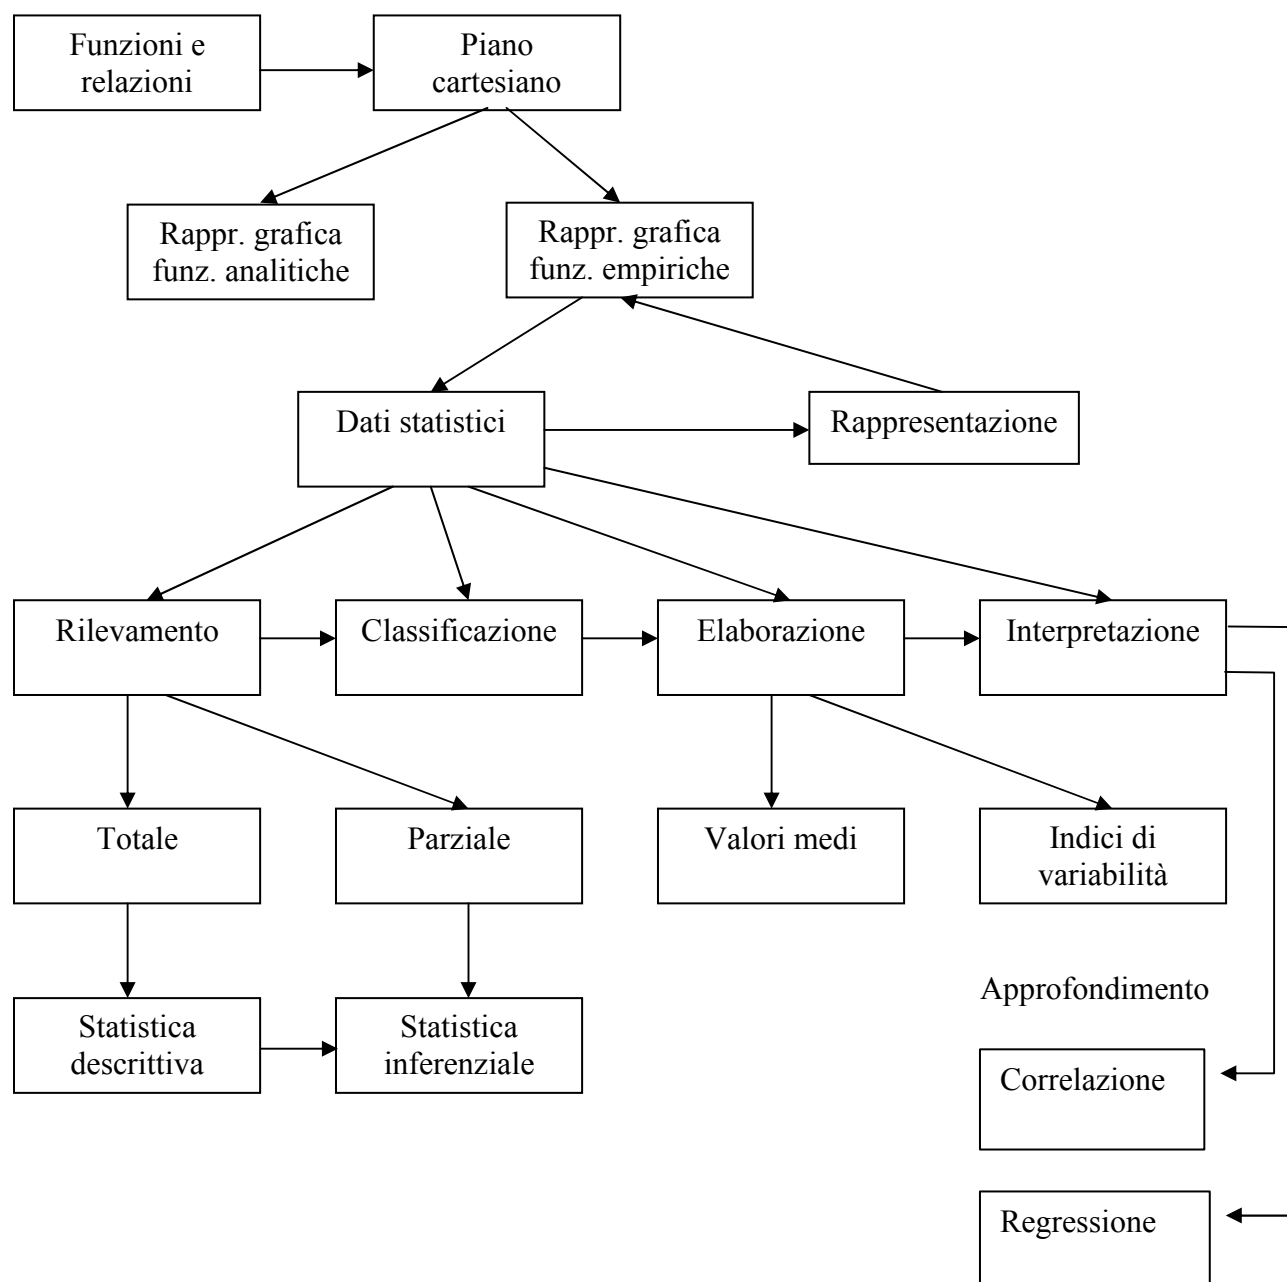 Funzioni e
relazioni
Piano
cartesiano
Rappr. grafica
funz. analitiche
Rappr. grafica
funz. empiriche
Dati statistici
Rappresentazione
Rilevamento
Classificazione
Elaborazione
Interpretazione
Totale
Parziale
Valori medi
Indici di
variabilità
Statistica
descrittiva
Statistica
inferenziale
Approfondimento
Correlazione
Regressione